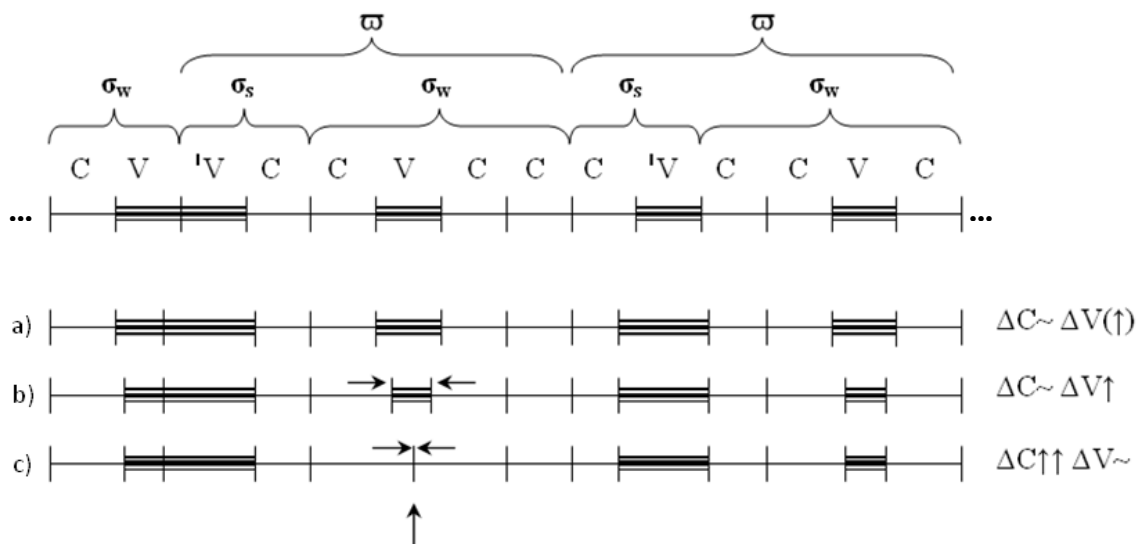 ϖ ϖ
σw σs σw σs σw
C V ˈV C C V C C C ˈV C C V C
... ...
a) ΔC~ ΔV(↑)
b) ΔC~ ΔV↑
c) ΔC↑↑ ΔV~